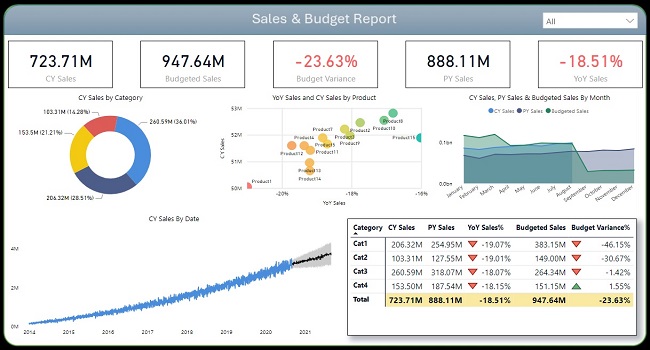 Sales & Budget Report
All
723.71M
CY Sales
947.64M
Budgeted Sales
-23.63%
Budget Variance
888.11M
PY Sales
-18.51%
YoY Sales
CY Sales by Category
103.31M (14.28%)
260.59M (36.01%)
153.5M (21.21%)
206.32M (28.51%)
YoY Sales and CY Sales by Product
CY Sales
$3M
$2M
$1M
$0M
Product8
Product10
Product2
Product7
Product3
Product9
Product15
Product4
Product5
Product12
Product11
Product13
Product14
Product1
-20%
-18%
-16%
YoY Sales
CY Sales, PY Sales & Budgeted Sales By Month
CY Sales PY Sales Budgeted Sales
0.1bn
0.0bn
January February March April May June July August September October November December
CY Sales By Date
4M
2M
0M
2014 2015 2016 2017 2018 2019 2020 2021
Category CY Sales PY Sales YoY Sales% Budgeted Sales Budget Variance%
Cat1 206.32M 254.95M -19.07% 383.15M -46.15%
Cat2 103.31M 127.55M -19.01% 149.00M -30.67%
Cat3 260.59M 318.07M -18.07% 264.34M -1.42%
Cat4 153.50M 187.54M -18.15% 151.15M 1.55%
Total 723.71M 888.11M -18.51% 947.64M -23.63%